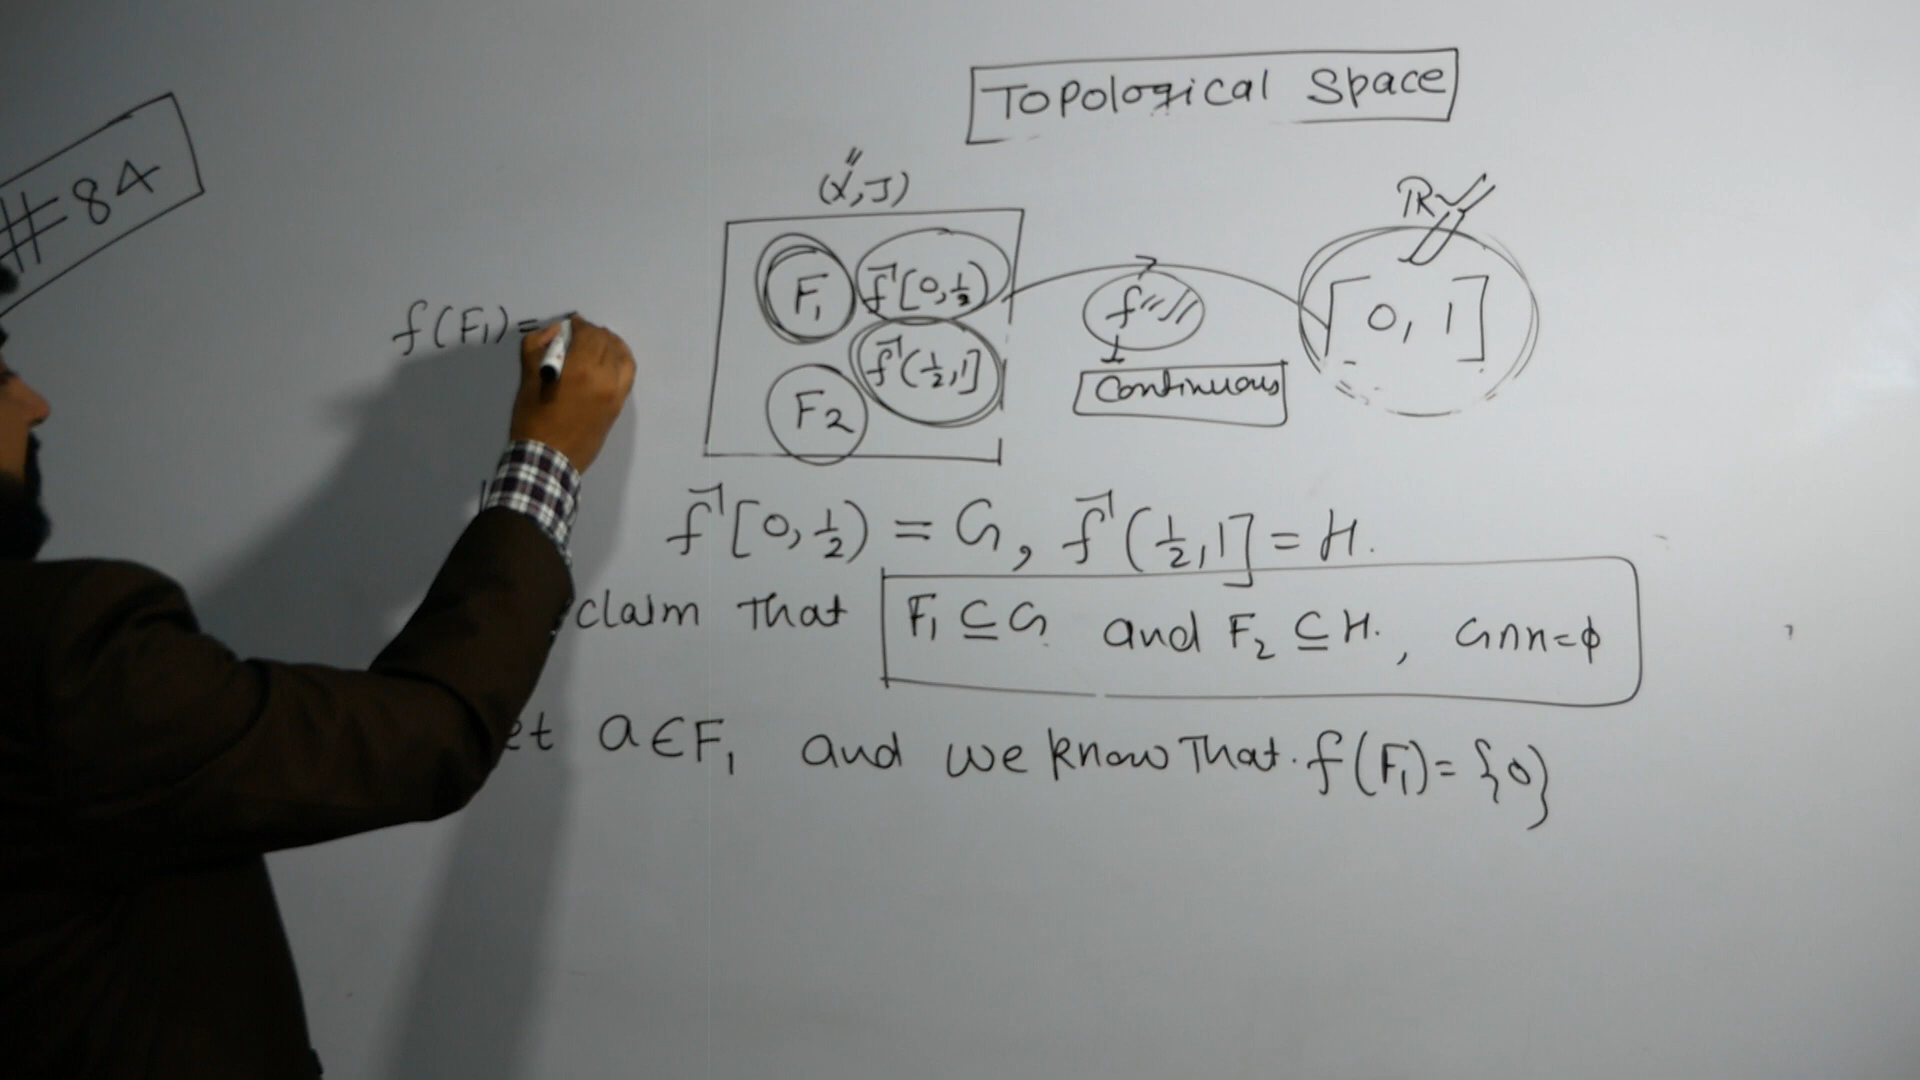 Topological Space
#84
(X,J)
R
F₁ f⁻¹[0,½)
f
[0,1]
f(F₁)=
f⁻¹(½,1]
continuous
F2
f⁻¹[0,½) = G, f⁻¹(½,1] = H.
claim that F₁ ⊆ G and F₂ ⊆ H. , G∩H=ϕ
et a∈F₁ and we know That. f(F₁)= {0}